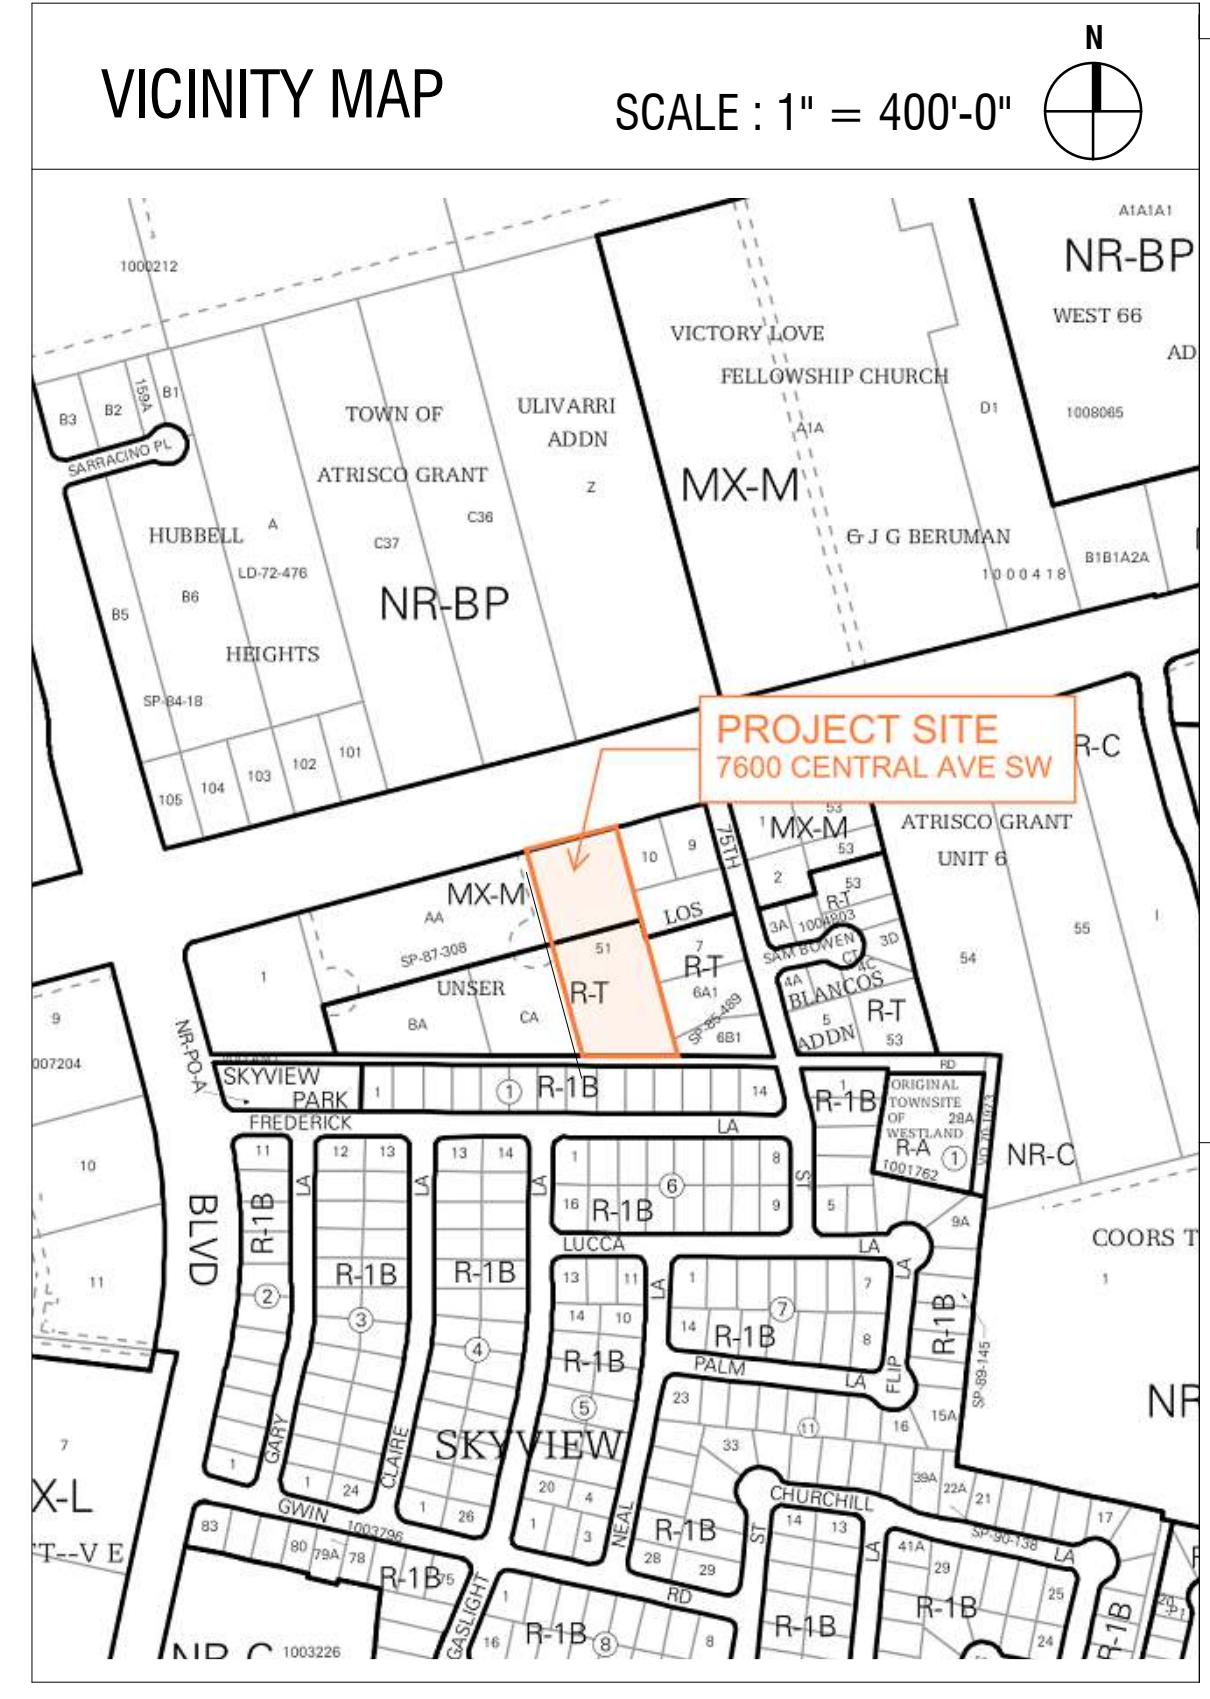 N
VICINITY MAP
SCALE : 1" = 400'-0"
A1A1A1
NR-BP
1000212
WEST 66
AD
VICTORY LOVE
FELLOWSHIP CHURCH
B3
B2
159A
B1
TOWN OF
ULIVARRI
ADDN
A1A
D1
1008065
SARRACINO PL
ATRISCO GRANT
Z
MX-M
HUBBELL
A
C37
C36
& J G BERUMAN
B1B1A2A
LD-72-476
1000418
B5
B6
NR-BP
HEIGHTS
SP-84-18
PROJECT SITE
7600 CENTRAL AVE SW
R-C
105
104
103
102
101
1
MX-M
53
53
ATRISCO GRANT
UNIT 6
10
9
75TH
2
53
R-T
MX-M
AA
LOS
3A
1004803
SP-87-308
51
7
R-T
SAM BOWEN
CT
3D
54
55
1
1
UNSER
R-T
6A1
4A
4C
BLANCOS
BA
CA
SP-85-489
6B1
5
ADDN
R-T
53
9
007204
NR-PO-A
RD
SKYVIEW
PARK
1
1
R-1B
14
1
R-1B
ORIGINAL
TOWNSITE
OF
WESTLAND
28A
R-A
1
1001762
NR-C
FREDERICK
LA
10
11
12
13
13
14
1
8
6
16
R-1B
9
ST
5
9A
BLVD
R-1B
LA
LA
LA
LUCCA
LA
LA
COORS T
1
11
R-1B
R-1B
13
11
LA
1
7
7
R-1B
2
3
14
10
14
R-1B
8
4
R-1B
PALM
LA
FLIP
SP-89-145
5
23
11
16
15A
NR
7
GARY
CLAIRE
SKYVIEW
33
X-L
1
1
24
20
4
39A
22A
21
GWIN
1
26
1
3
NEAL
CHURCHILL
17
83
1003796
R-1B
ST
14
13
SP-90-138
LA
T--V E
80
79A
78
R-1B
75
28
29
LA
41A
29
25
GASLIGHT
1
RD
R-1B
R-1B
R-1B
NR-C
1003226
16
R-1B
8
8
24